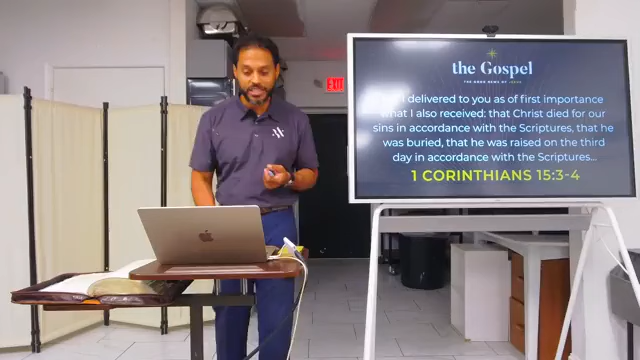 the Gospel
THE GOOD NEWS OF JESUS
I delivered to you as of first importance
what I also received: that Christ died for our
sins in accordance with the Scriptures, that he
was buried, that he was raised on the third
day in accordance with the Scriptures...
1 CORINTHIANS 15:3-4
EXIT